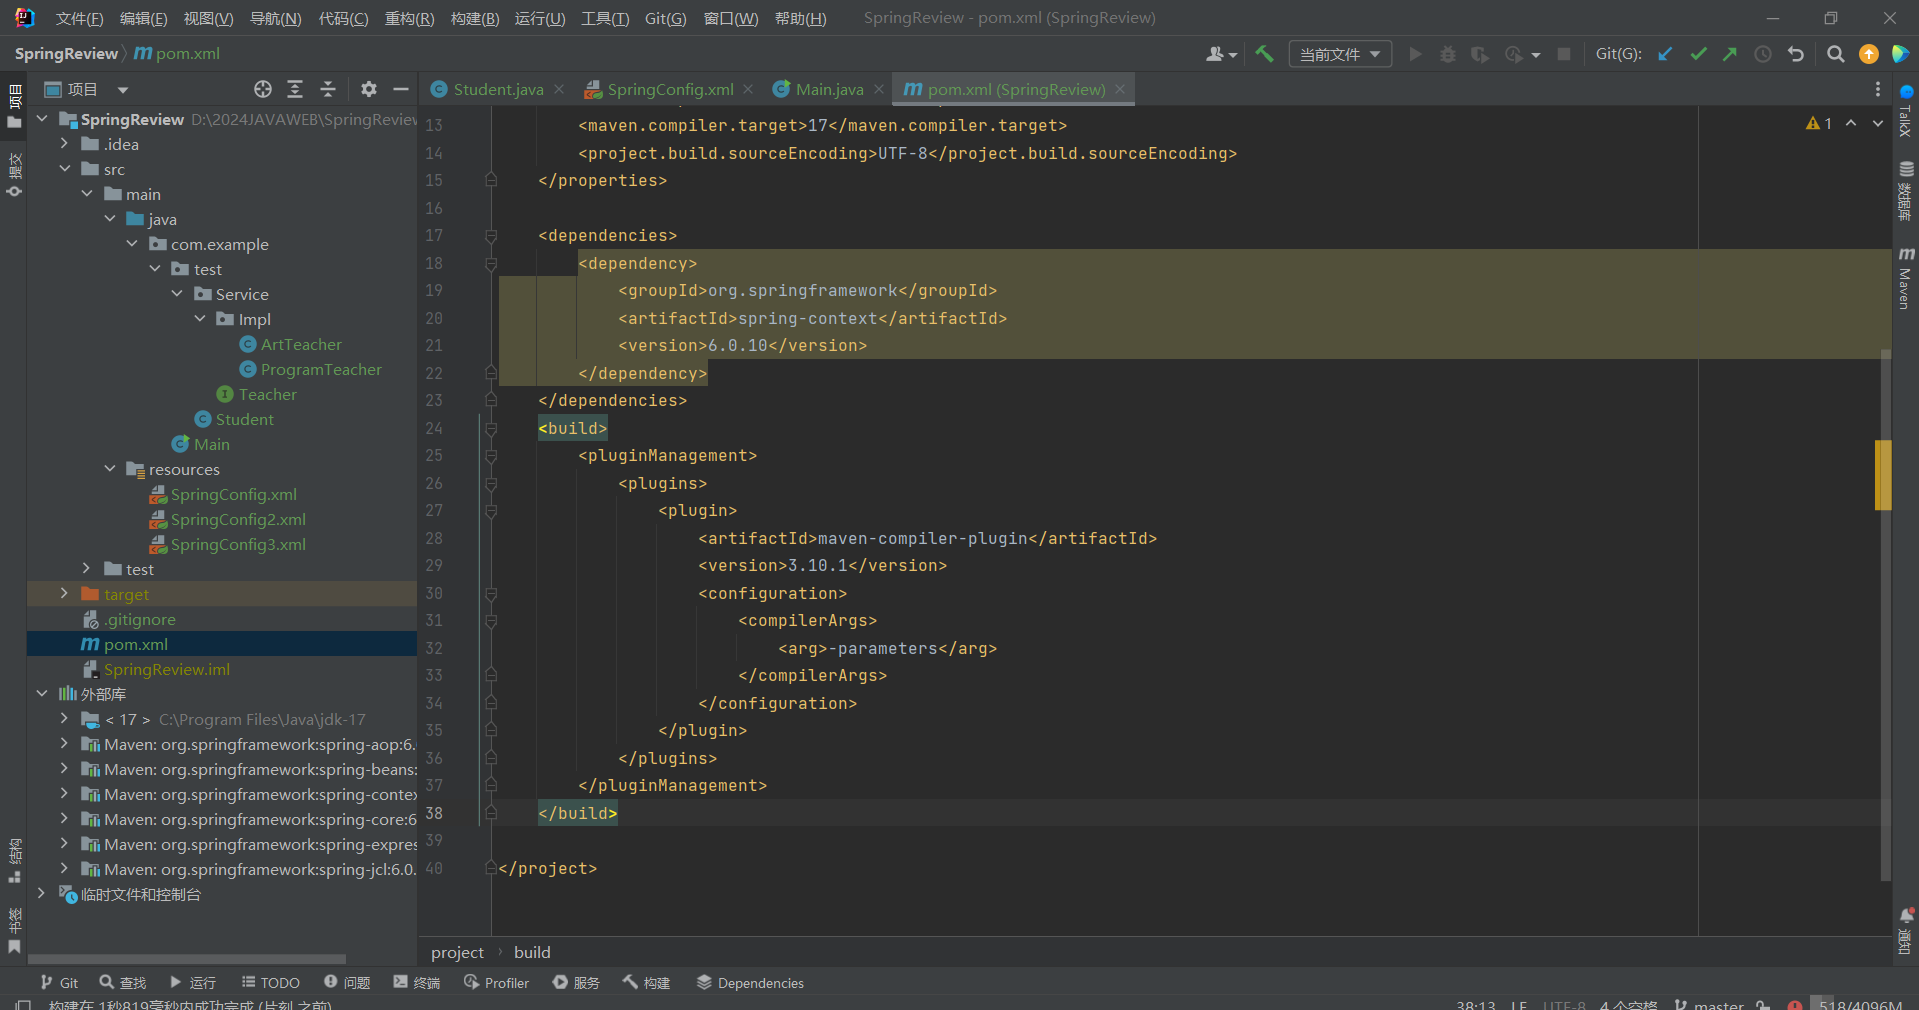 文件(F) 编辑(E) 视图(V) 导航(N) 代码(C) 重构(R) 构建(B) 运行(U) 工具(T) Git(G) 窗口(W) 帮助(H) SpringReview - pom.xml (SpringReview)
SpringReview pom.xml 当前文件 Git(G):
项目
Student.java SpringConfig.xml Main.java pom.xml (SpringReview)
SpringReview D:\2024JAVAWEB\SpringReview
.idea
src
main
java
com.example
test
Service
Impl
ArtTeacher
ProgramTeacher
Teacher
Student
Main
resources
SpringConfig.xml
SpringConfig2.xml
SpringConfig3.xml
test
target
.gitignore
pom.xml
SpringReview.iml
外部库
< 17 > C:\Program Files\Java\jdk-17
Maven: org.springframework:spring-aop:6.
Maven: org.springframework:spring-beans:
Maven: org.springframework:spring-conte
Maven: org.springframework:spring-core:6
Maven: org.springframework:spring-expre
Maven: org.springframework:spring-jcl:6.0.
临时文件和控制台
13 <maven.compiler.target>17</maven.compiler.target>
14 <project.build.sourceEncoding>UTF-8</project.build.sourceEncoding>
15 </properties>
16
17 <dependencies>
18 <dependency>
19 <groupId>org.springframework</groupId>
20 <artifactId>spring-context</artifactId>
21 <version>6.0.10</version>
22 </dependency>
23 </dependencies>
24 <build>
25 <pluginManagement>
26 <plugins>
27 <plugin>
28 <artifactId>maven-compiler-plugin</artifactId>
29 <version>3.10.1</version>
30 <configuration>
31 <compilerArgs>
32 <arg>-parameters</arg>
33 </compilerArgs>
34 </configuration>
35 </plugin>
36 </plugins>
37 </pluginManagement>
38 </build>
39
40 </project>
1
项目
提交
结构
书签
TalkX
数据库
Maven
通知
project build
Git 查找 运行 TODO 问题 终端 Profiler 服务 构建 Dependencies
构建在 1秒819毫秒内成功完成 (片刻 之前) 38:13 LF UTF-8 4 个空格 master 518/4096M